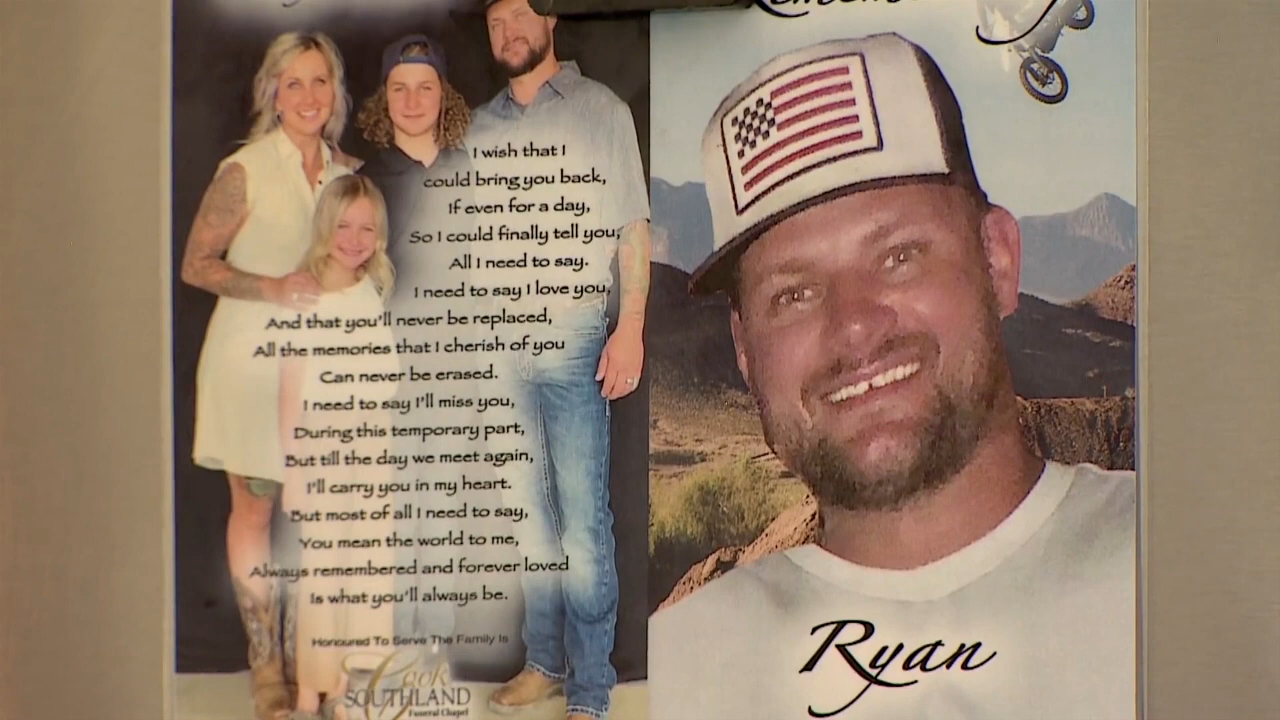 I wish that I
could bring you back,
If even for a day,
So I could finally tell you,
All I need to say.
I need to say I love you,
And that you'll never be replaced,
All the memories that I cherish of you
Can never be erased.
I need to say I'll miss you,
During this temporary part,
But till the day we meet again,
I'll carry you in my heart.
But most of all I need to say,
You mean the world to me,
Always remembered and forever loved
Is what you'll always be.
Honoured To Serve The Family Is
Cook
SOUTHLAND
Funeral Chapel
Ryan